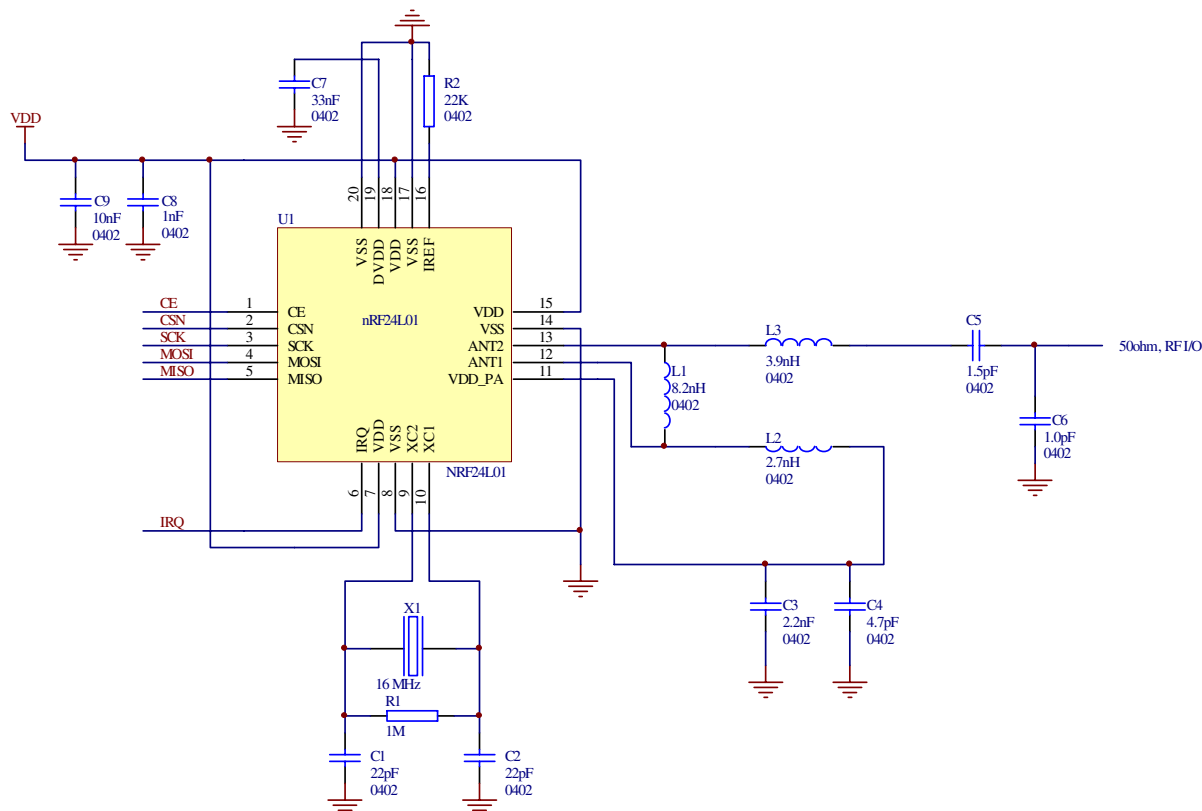 C7
33nF
0402
R2
22K
0402
VDD
C9
10nF
0402
C8
1nF
0402
20
19
18
17
16
U1
VSS
DVDD
VDD
VSS
IREF
nRF24L01
CE
1
CE
CSN
2
CSN
SCK
3
SCK
MOSI
4
MOSI
MISO
5
MISO
VDD
15
VSS
14
ANT2
13
ANT1
12
VDD_PA
11
IRQ
VDD
VSS
XC2
XC1
NRF24L01
6
7
8
9
10
IRQ
L3
3.9nH
0402
L1
8.2nH
0402
L2
2.7nH
0402
C5
1.5pF
0402
50ohm, RF I/O
C6
1.0pF
0402
C3
2.2nF
0402
C4
4.7pF
0402
X1
16 MHz
R1
1M
C1
22pF
0402
C2
22pF
0402